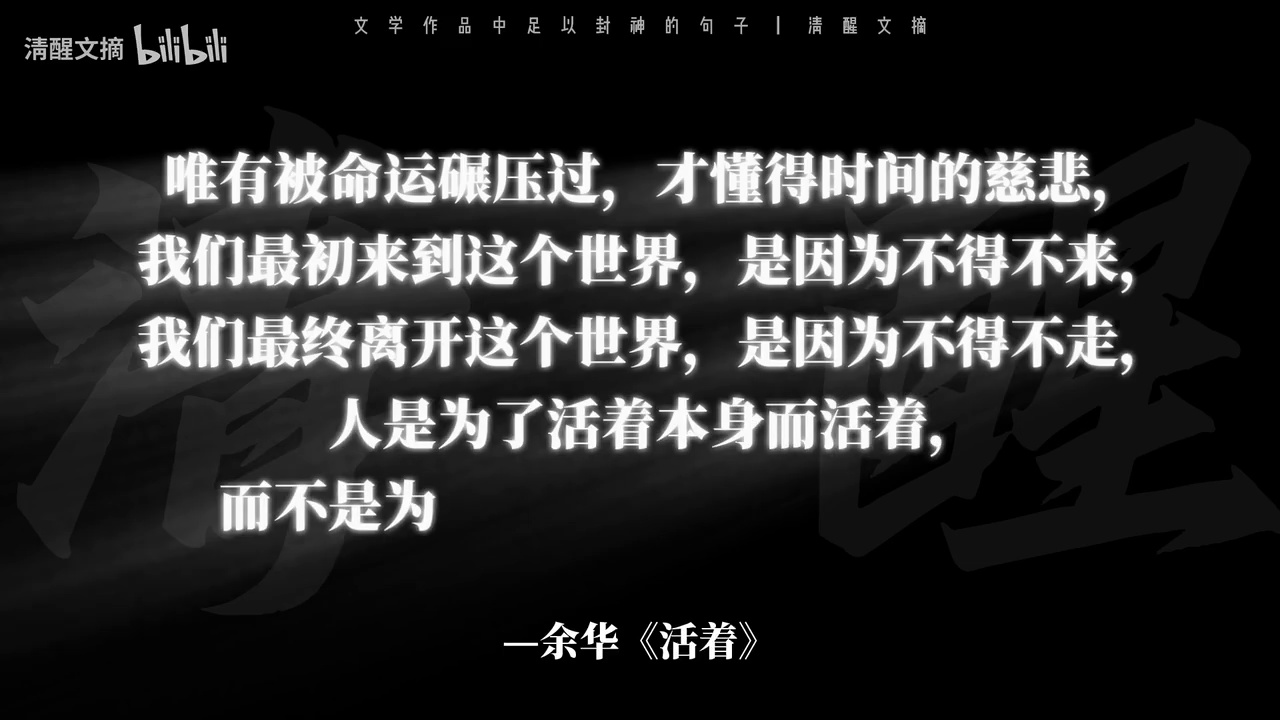 文学作品中足以封神的句子 | 清醒文摘
清醒文摘 bilibili
清醒
唯有被命运碾压过，才懂得时间的慈悲，
我们最初来到这个世界，是因为不得不来，
我们最终离开这个世界，是因为不得不走，
人是为了活着本身而活着，
而不是为
—余华《活着》